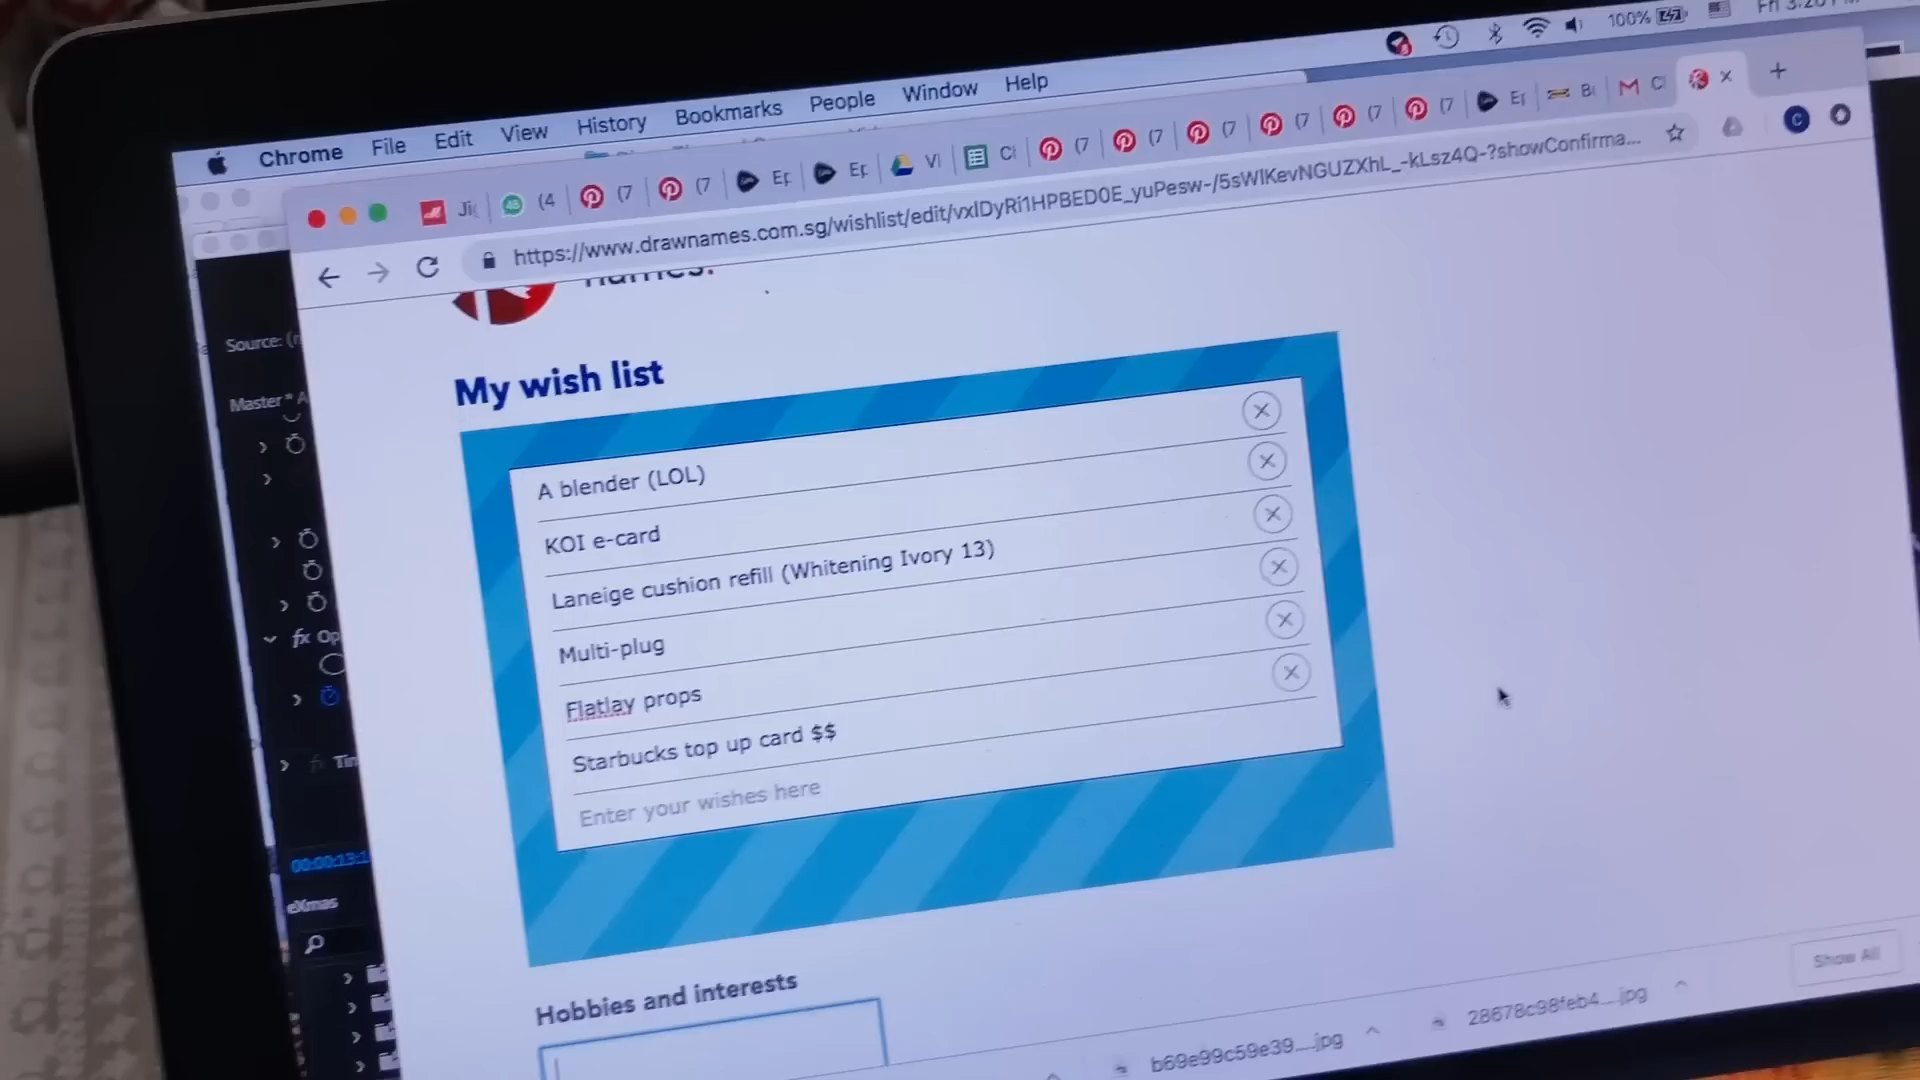 Chrome File Edit View History Bookmarks People Window Help
100%
https://www.drawnames.com.sg/wishlist/edit/vxlDyRi1HPBED0E_yuPesw-/5sWlKevNGUZXhL_-kLsz4Q-?showConfirma...
My wish list
A blender (LOL)
KOI e-card
Laneige cushion refill (Whitening Ivory 13)
Multi-plug
Flatlay props
Starbucks top up card $$
Enter your wishes here
Hobbies and interests
Source:
Master *
fx Op
eXmas
b69e99c59e39....jpg
28678c98feb4....jpg
Show All